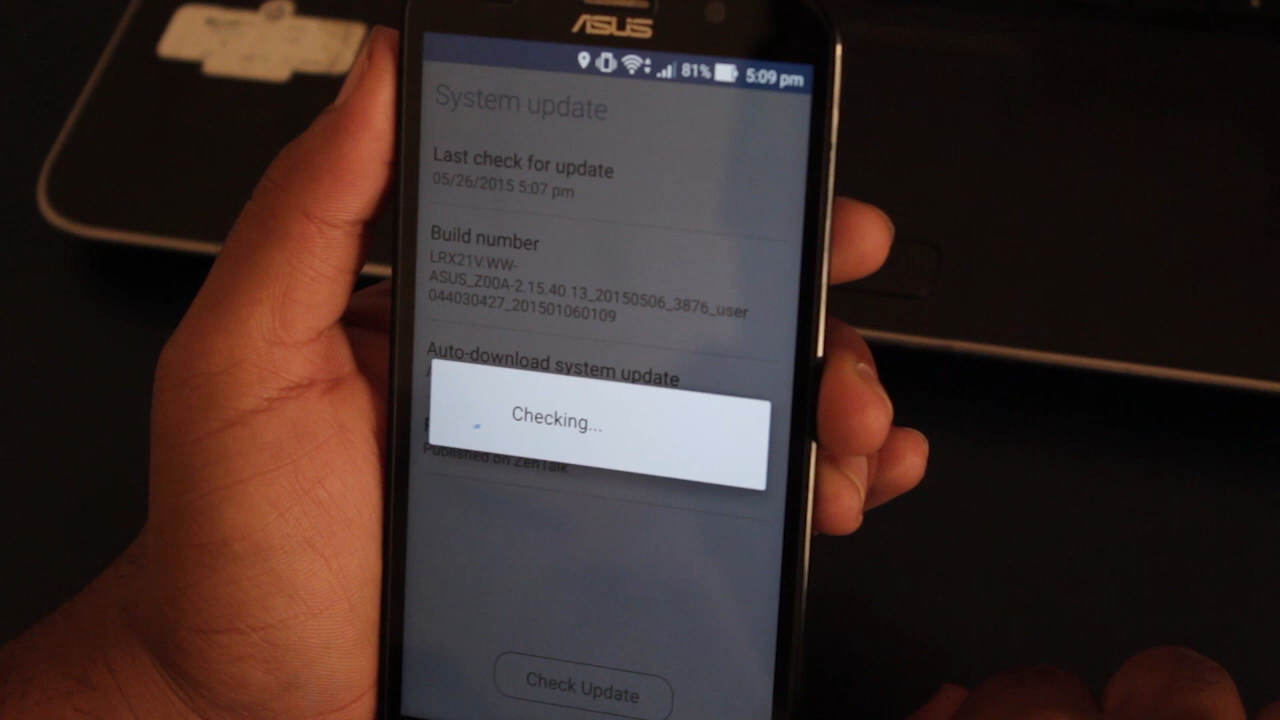 ASUS
81% 5:09 pm
System update
Last check for update
05/26/2015 5:07 pm
Build number
LRX21V.WW-
ASUS_Z00A-2.15.40.13_20150506_3876_user
044030427_201501060109
Auto-download system update
Checking...
Published on ZenTalk
Check Update